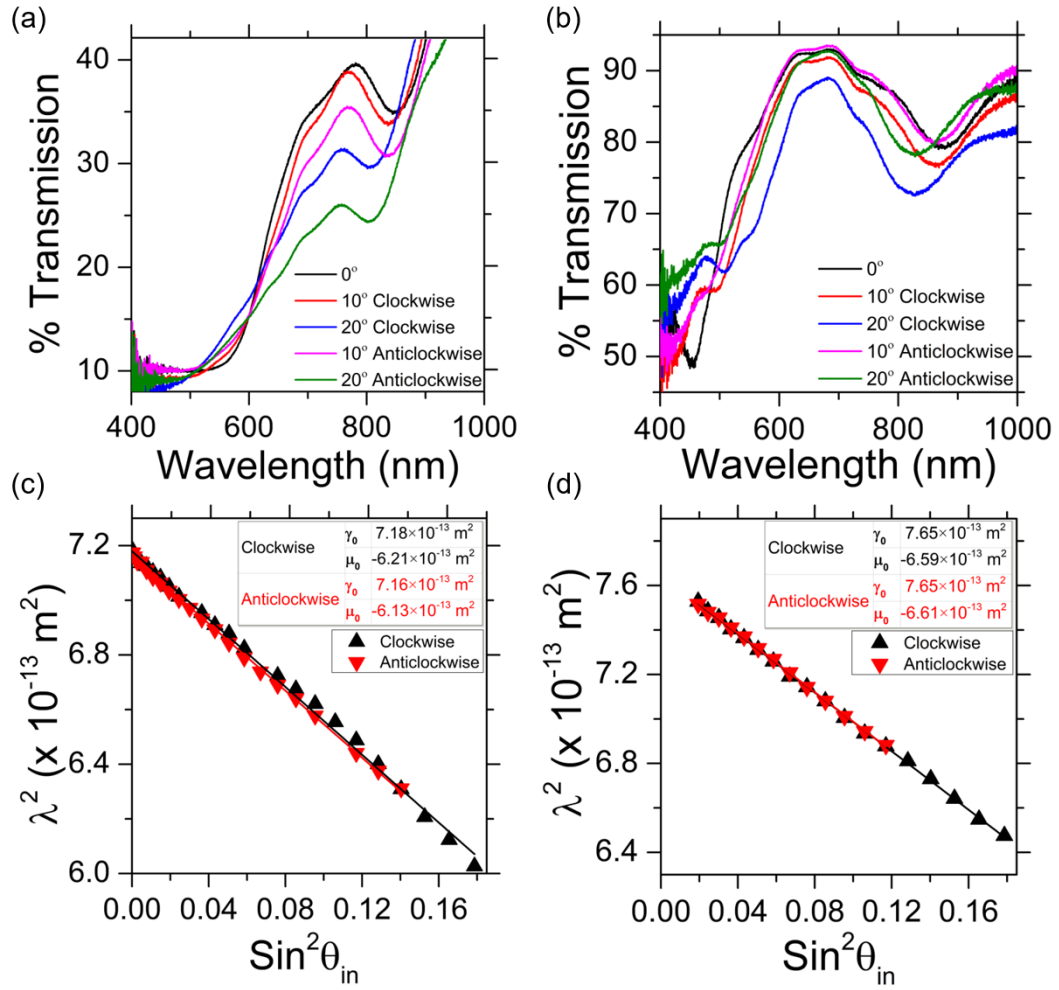 (a)
% Transmission
40
30
20
10
400 600 800 1000
Wavelength (nm)
0°
10° Clockwise
20° Clockwise
10° Anticlockwise
20° Anticlockwise
(b)
% Transmission
90
80
70
60
50
400 600 800 1000
Wavelength (nm)
0°
10° Clockwise
20° Clockwise
10° Anticlockwise
20° Anticlockwise
(c)
λ² (x 10⁻¹³ m²)
7.2
6.8
6.4
6.0
0.00 0.04 0.08 0.12 0.16
Sin²θin
Clockwise γ₀ 7.18×10⁻¹³ m²
μ₀ -6.21×10⁻¹³ m²
Anticlockwise γ₀ 7.16×10⁻¹³ m²
μ₀ -6.13×10⁻¹³ m²
Clockwise
Anticlockwise
(d)
λ² (x 10⁻¹³ m²)
7.6
7.2
6.8
6.4
0.00 0.04 0.08 0.12 0.16
Sin²θin
Clockwise γ₀ 7.65×10⁻¹³ m²
μ₀ -6.59×10⁻¹³ m²
Anticlockwise γ₀ 7.65×10⁻¹³ m²
μ₀ -6.61×10⁻¹³ m²
Clockwise
Anticlockwise